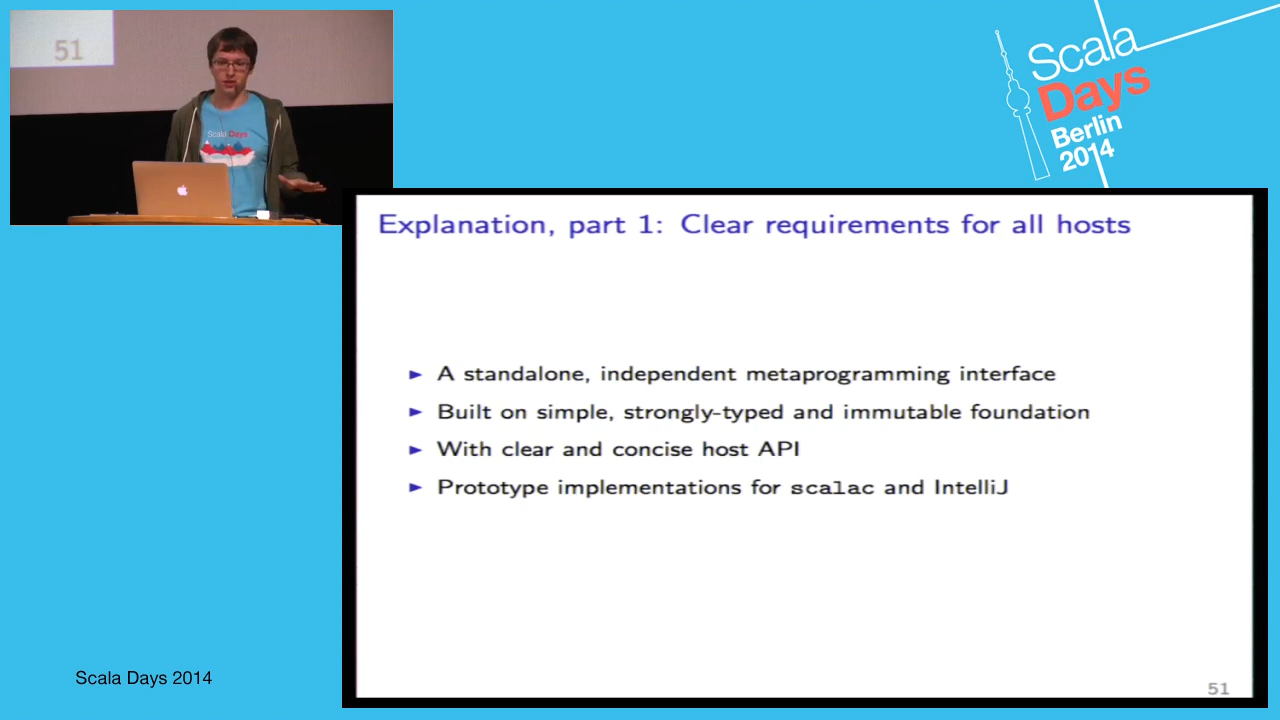 51
Scala Days
Scala
Days
Berlin
2014
Explanation, part 1: Clear requirements for all hosts
► A standalone, independent metaprogramming interface
► Built on simple, strongly-typed and immutable foundation
► With clear and concise host API
► Prototype implementations for scalac and IntelliJ
Scala Days 2014
51